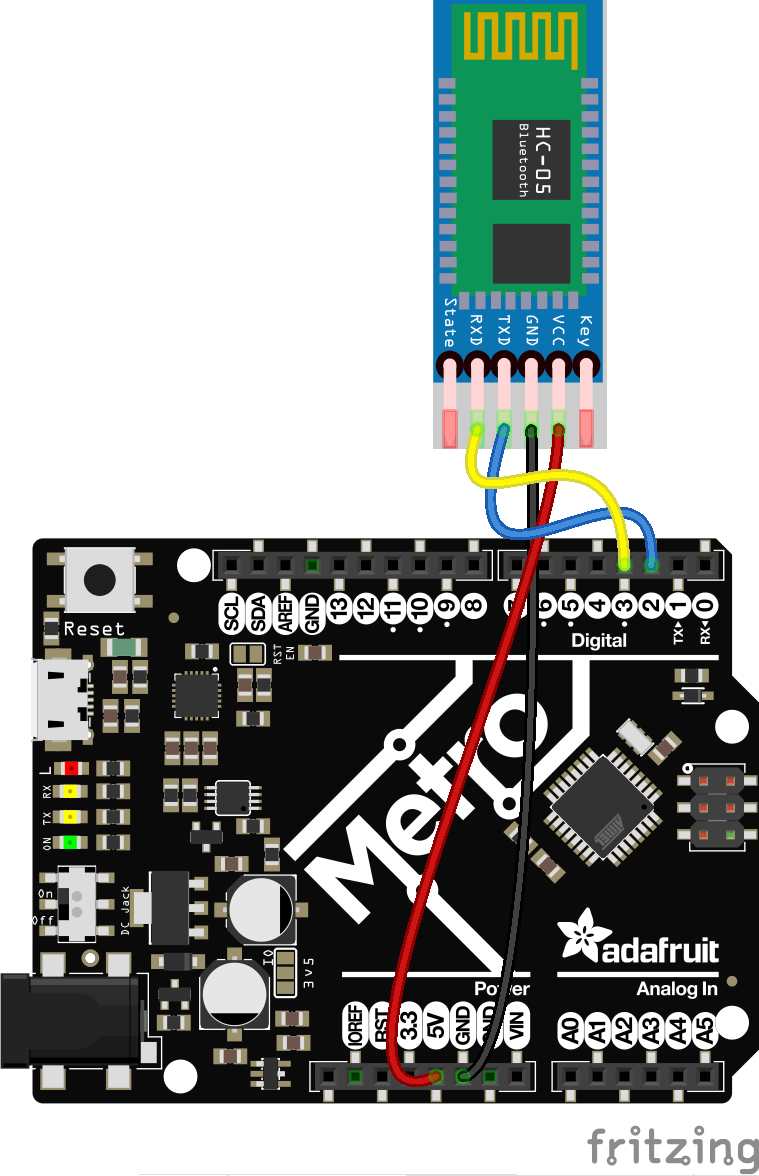 HC-05
Bluetooth
State
RXD
TXD
GND
VCC
Key
SCL
SDA
AREF
GND
13
12
11
10
9
8
7
6
5
4
3
2
1
0
TX
RX
Digital
Reset
RST
EN
L
RX
TX
ON
On
Off
DC Jack
Metro
Atmel
IO
3V5
adafruit
Power
Analog In
IOREF
RST
3.3
5V
GND
GND
VIN
A0
A1
A2
A3
A4
A5
fritzing